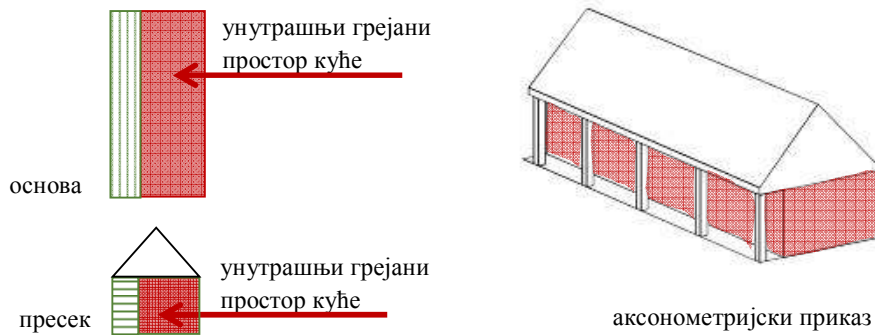 унутрашњи грејани
простор куће
основа
унутрашњи грејани
простор куће
пресек
аксонометријски приказ